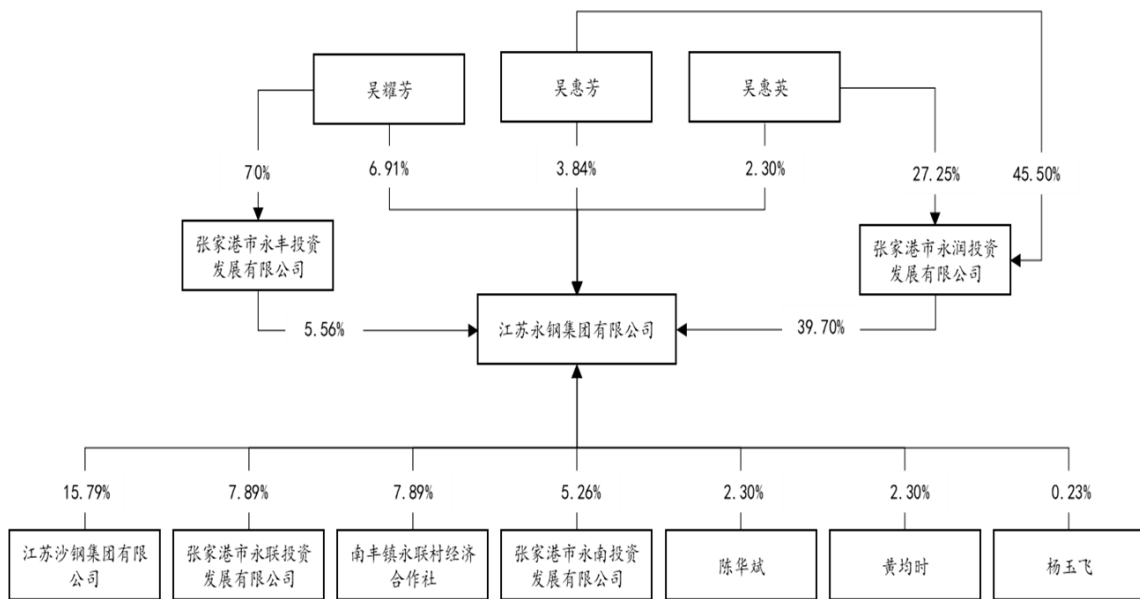 吴耀芳
吴惠芳
吴惠英
70%
6.91%
3.84%
2.30%
27.25%
45.50%
张家港市永丰投资
发展有限公司
张家港市永润投资
发展有限公司
5.56%
江苏永钢集团有限公司
39.70%
15.79%
7.89%
7.89%
5.26%
2.30%
2.30%
0.23%
江苏沙钢集团有限
公司
张家港市永联投资
发展有限公司
南丰镇永联村经济
合作社
张家港市永南投资
发展有限公司
陈华斌
黄均时
杨玉飞